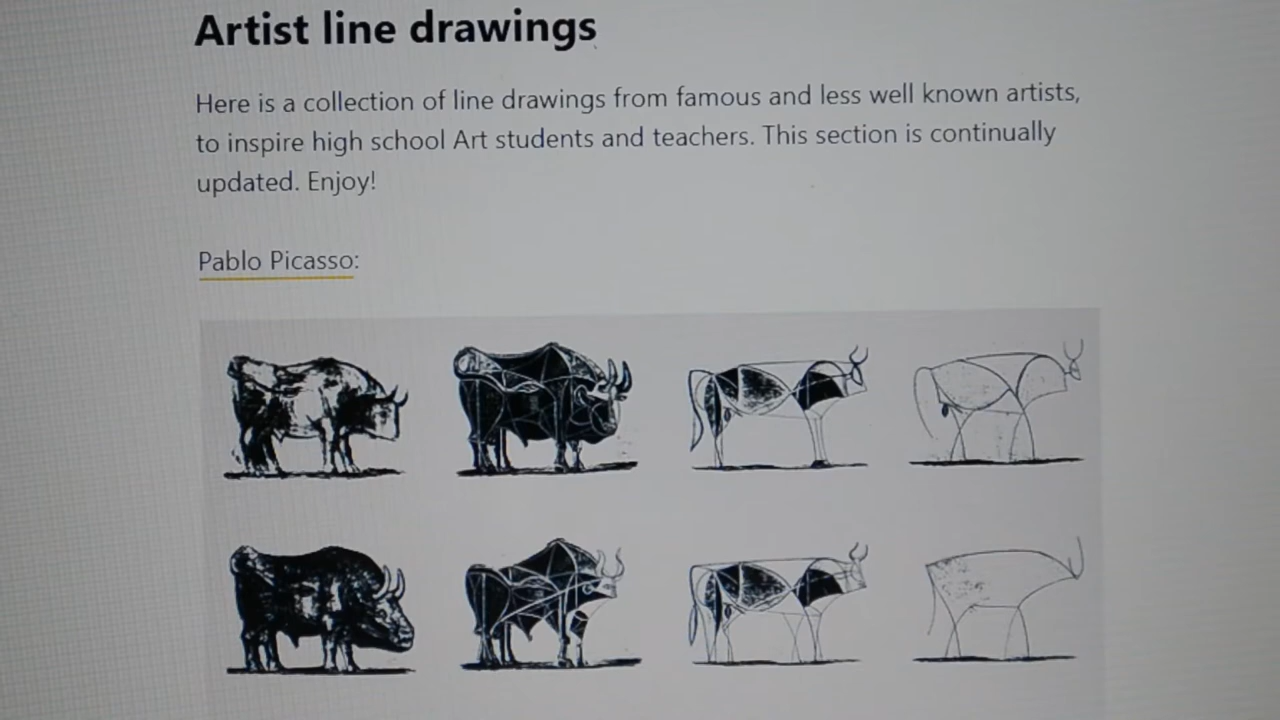 Artist line drawings
Here is a collection of line drawings from famous and less well known artists,
to inspire high school Art students and teachers. This section is continually
updated. Enjoy!
Pablo Picasso: